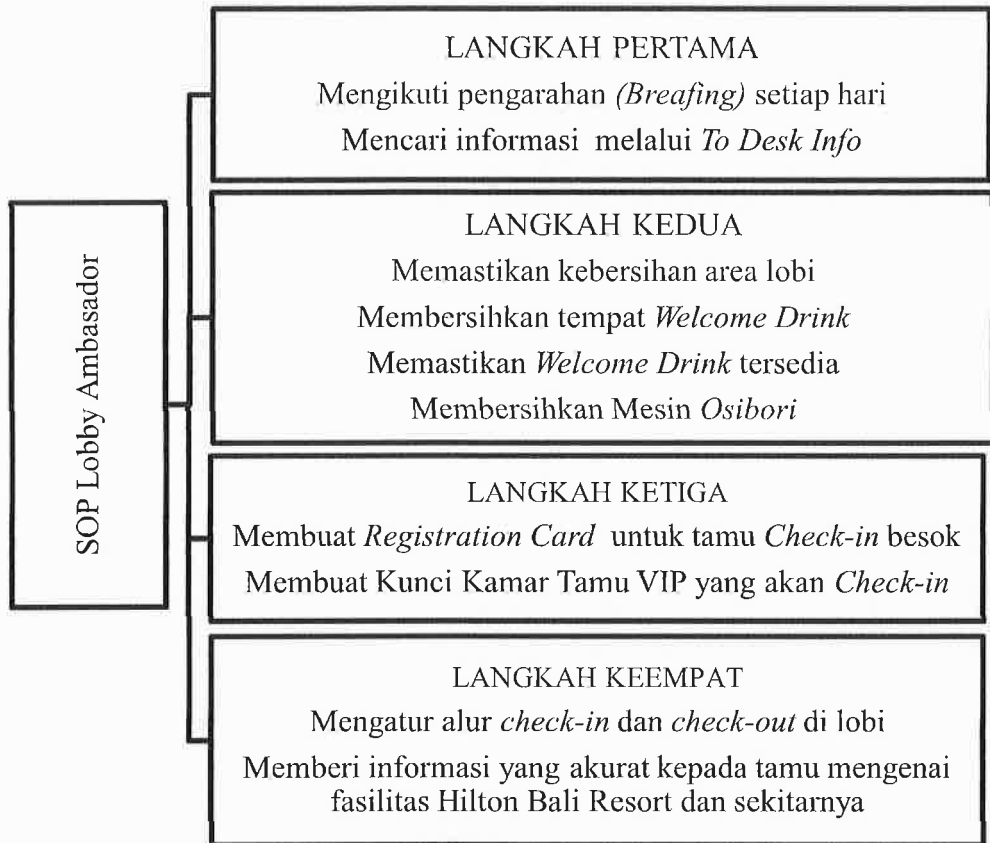 SOP Lobby Ambasador
LANGKAH PERTAMA
Mengikuti pengarahan (Breafing) setiap hari
Mencari informasi melalui To Desk Info
LANGKAH KEDUA
Memastikan kebersihan area lobi
Membersihkan tempat Welcome Drink
Memastikan Welcome Drink tersedia
Membersihkan Mesin Osibori
LANGKAH KETIGA
Membuat Registration Card untuk tamu Check-in besok
Membuat Kunci Kamar Tamu VIP yang akan Check-in
LANGKAH KEEMPAT
Mengatur alur check-in dan check-out di lobi
Memberi informasi yang akurat kepada tamu mengenai
fasilitas Hilton Bali Resort dan sekitarnya